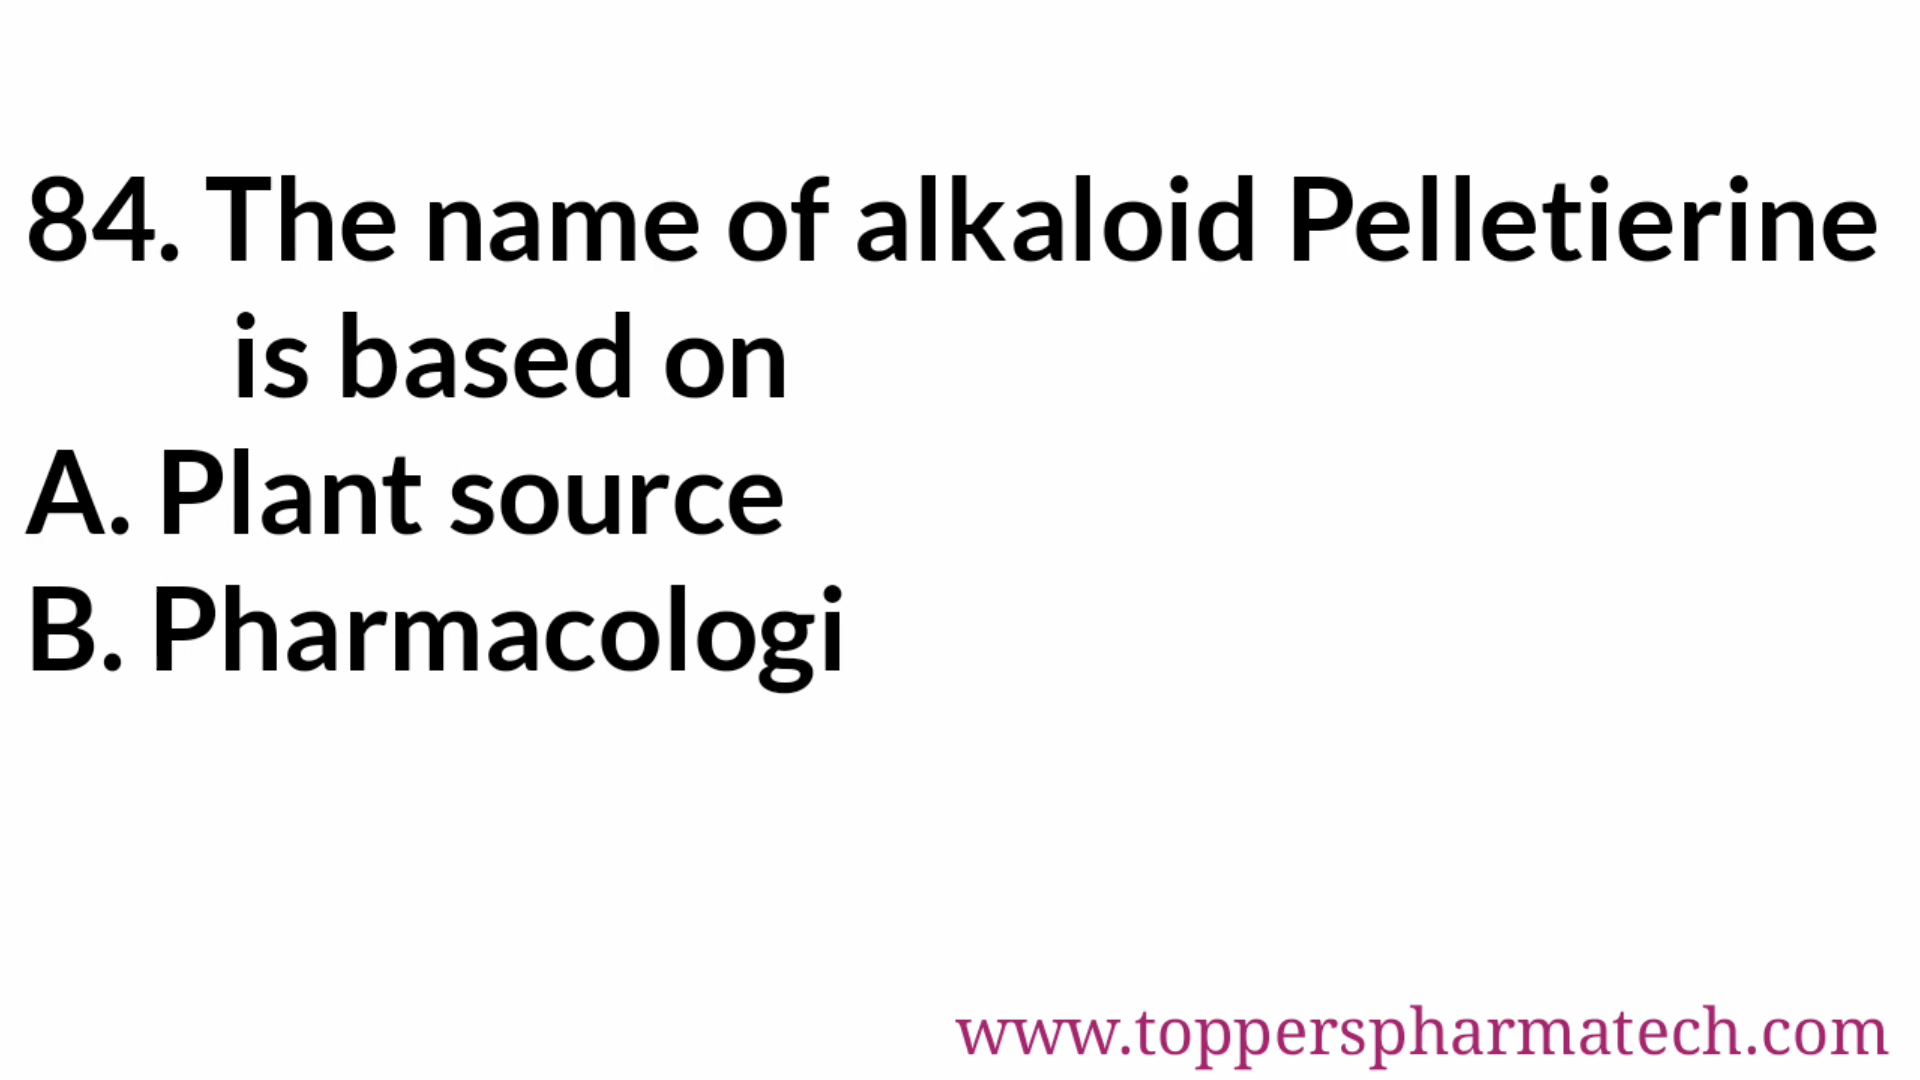 84. The name of alkaloid Pelletierine
is based on
A. Plant source
B. Pharmacologi
www.topperspharmatech.com